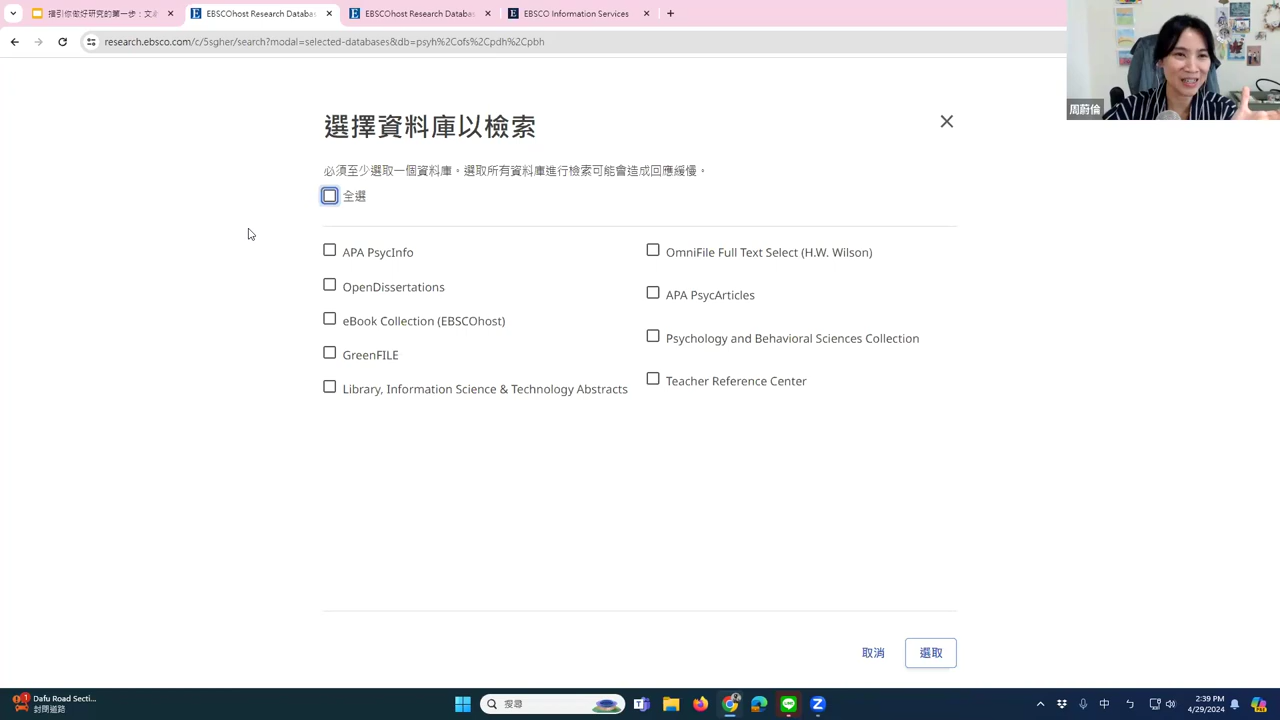 指引你做好研究的第一步：文獻
EBSCOhost Research Databas
EBSCOhost Research Databas
EBSCO Information Services
research.ebsco.com/c/5sgher/search?modal=selected-databases&db=psyh%2Cofs%2Cpdh%2Cpbh
周蔚倫
選擇資料庫以檢索
必須至少選取一個資料庫。選取所有資料庫進行檢索可能會造成回應緩慢。
全選
APA PsycInfo
OpenDissertations
eBook Collection (EBSCOhost)
GreenFILE
Library, Information Science & Technology Abstracts
OmniFile Full Text Select (H.W. Wilson)
APA PsycArticles
Psychology and Behavioral Sciences Collection
Teacher Reference Center
取消
選取
1
Dafu Road Secti...
封閉道路
搜尋
中
2:39 PM
4/29/2024